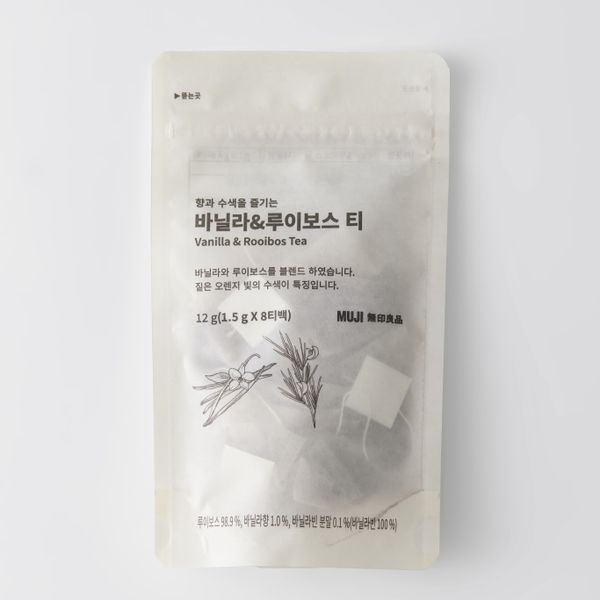 ▶뜯는곳
향과 수색을 즐기는
바닐라&루이보스 티
Vanilla & Rooibos Tea
바닐라와 루이보스를 블렌드 하였습니다.
짙은 오렌지 빛의 수색이 특징입니다.
12 g(1.5 g X 8티백)
MUJI 無印良品
루이보스 98.9 %, 바닐라향 1.0 %, 바닐라빈 분말 0.1 %(바닐라빈 100 %)